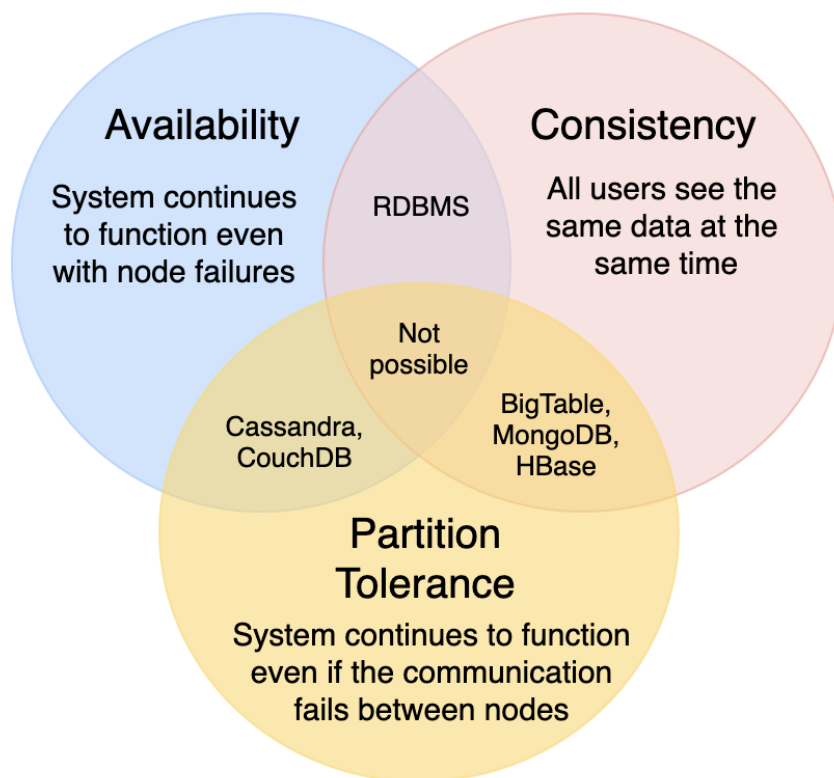 Availability
System continues
to function even
with node failures
Consistency
All users see the
same data at the
same time
RDBMS
Not
possible
Cassandra,
CouchDB
BigTable,
MongoDB,
HBase
Partition
Tolerance
System continues to function
even if the communication
fails between nodes